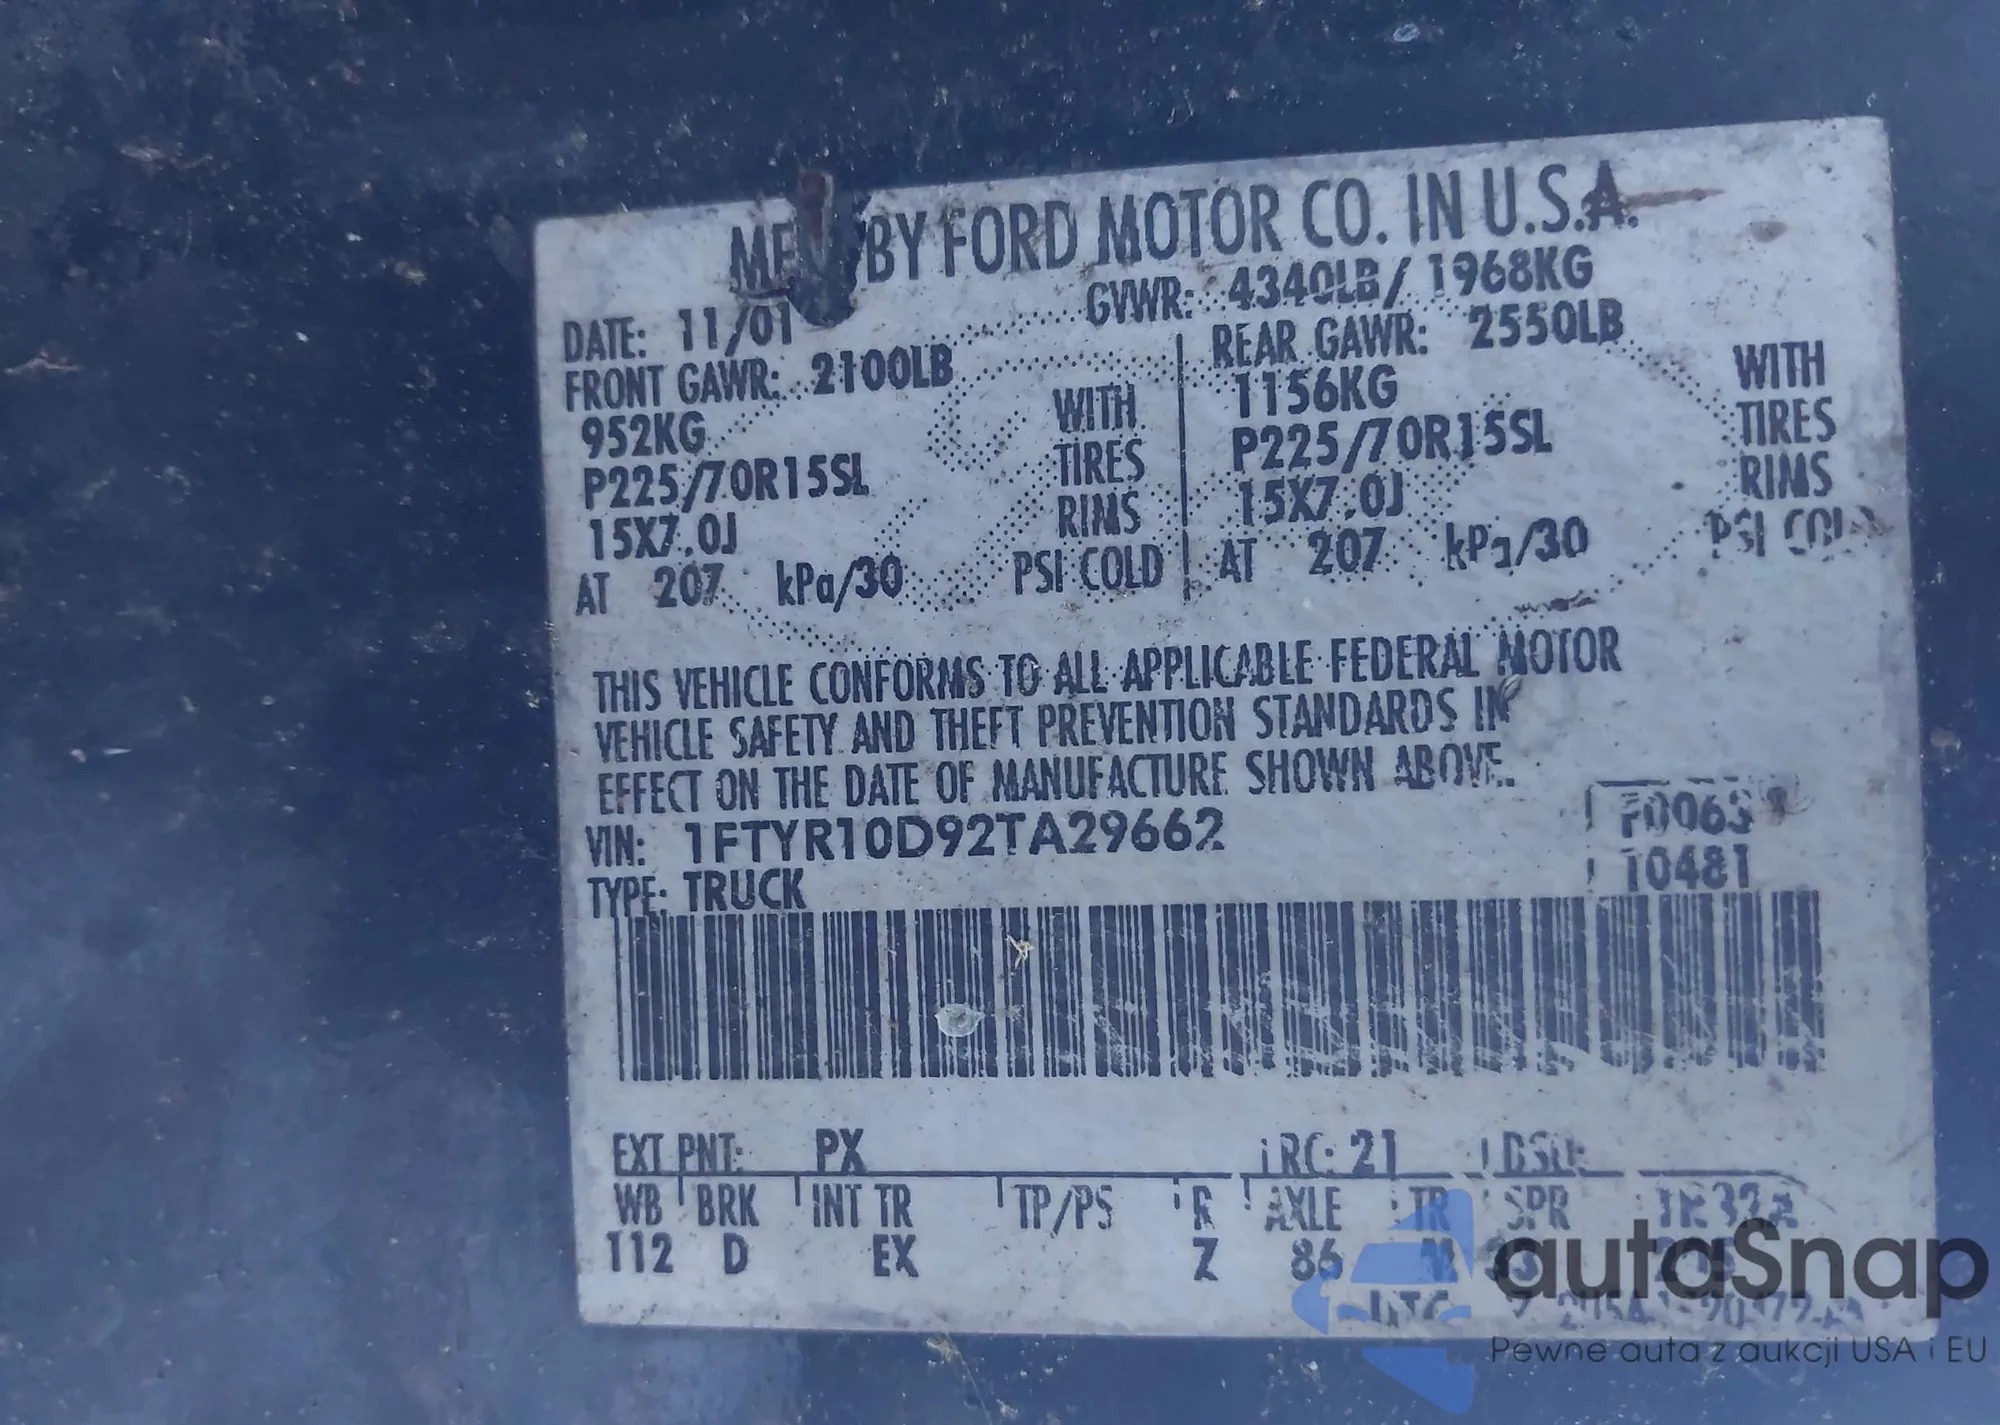 BY FORD MOTOR CO. IN U.S.A.
DATE: 11/01 GVWR: 4340LB/ 1968KG
FRONT GAWR: 2100LB REAR GAWR: 2550LB
952KG WITH 1156KG WITH
P225/70R15SL TIRES P225/70R15SL TIRES
15X7.0J RIMS 15X7.0J RIMS
AT 207 kPa/30 PSI COLD AT 207 kPa/30 PSI COLD
THIS VEHICLE CONFORMS TO ALL APPLICABLE FEDERAL MOTOR
VEHICLE SAFETY AND THEFT PREVENTION STANDARDS IN
EFFECT ON THE DATE OF MANUFACTURE SHOWN ABOVE.
VIN: 1FTYR10D92TA29662
TYPE: TRUCK
10481
EXT PNT: PX RC: 21 DSO:
WB BRK INT TR TP/PS R AXLE TR SPR
112 D EX Z 86
autoSnap
Pewne auta z aukcji USA i EU